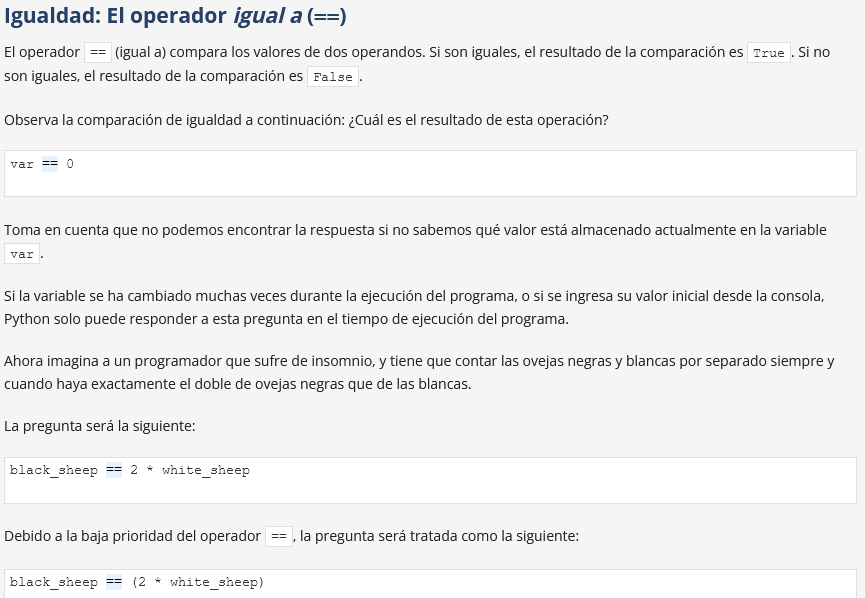 Igualdad: El operador igual a (==)
El operador == (igual a) compara los valores de dos operandos. Si son iguales, el resultado de la comparación es True. Si no
son iguales, el resultado de la comparación es False.
Observa la comparación de igualdad a continuación: ¿Cuál es el resultado de esta operación?
var == 0
Toma en cuenta que no podemos encontrar la respuesta si no sabemos qué valor está almacenado actualmente en la variable
var.
Si la variable se ha cambiado muchas veces durante la ejecución del programa, o si se ingresa su valor inicial desde la consola,
Python solo puede responder a esta pregunta en el tiempo de ejecución del programa.
Ahora imagina a un programador que sufre de insomnio, y tiene que contar las ovejas negras y blancas por separado siempre y
cuando haya exactamente el doble de ovejas negras que de las blancas.
La pregunta será la siguiente:
black_sheep == 2 * white_sheep
Debido a la baja prioridad del operador ==, la pregunta será tratada como la siguiente:
black_sheep == (2 * white_sheep)